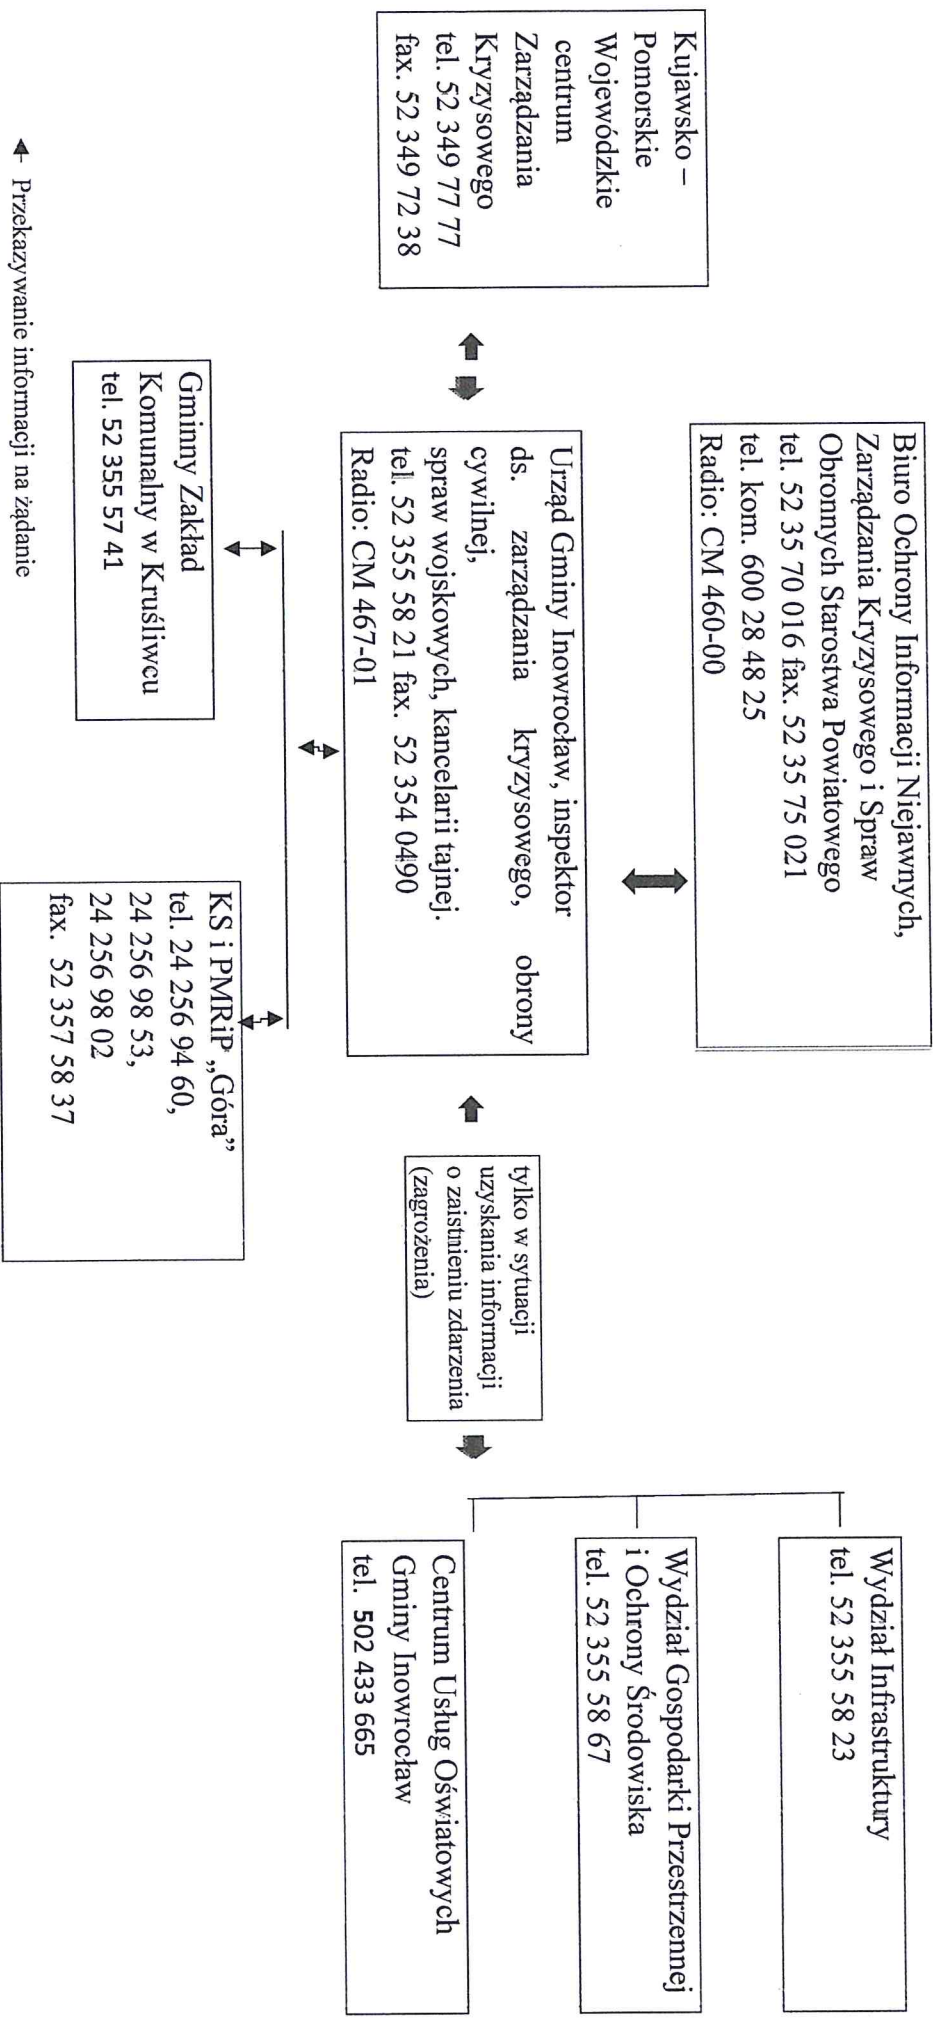 Biuro Ochrony Informacji Niejawnych,
Zarządzania Kryzysowego i Spraw
Obronnych Starostwa Powiatowego
tel. 52 35 70 016 fax. 52 35 75 021
tel. kom. 600 28 48 25
Radio: CM 460-00
Kujawsko –
Pomorskie
Wojewódzkie
centrum
Zarządzania
Kryzysowego
tel. 52 349 77 77
fax. 52 349 72 38
Urząd Gminy Inowrocław, inspektor
ds. zarządzania kryzysowego, obrony
cywilnej,
spraw wojskowych, kancelarii tajnej.
tel. 52 355 58 21 fax. 52 354 0490
Radio: CM 467-01
tylko w sytuacji
uzyskania informacji
o zaistnieniu zdarzenia
(zagrożenia)
Wydział Infrastruktury
tel. 52 355 58 23
Wydział Gospodarki Przestrzennej
i Ochrony Środowiska
tel. 52 355 58 67
Centrum Usług Oświatowych
Gminy Inowrocław
tel. 502 433 665
Gminny Zakład
Komunalny w Kruśliwcu
tel. 52 355 57 41
KS i PMRiP „Góra”
tel. 24 256 94 60,
24 256 98 53,
24 256 98 02
fax. 52 357 58 37
Przekazywanie informacji na żądanie